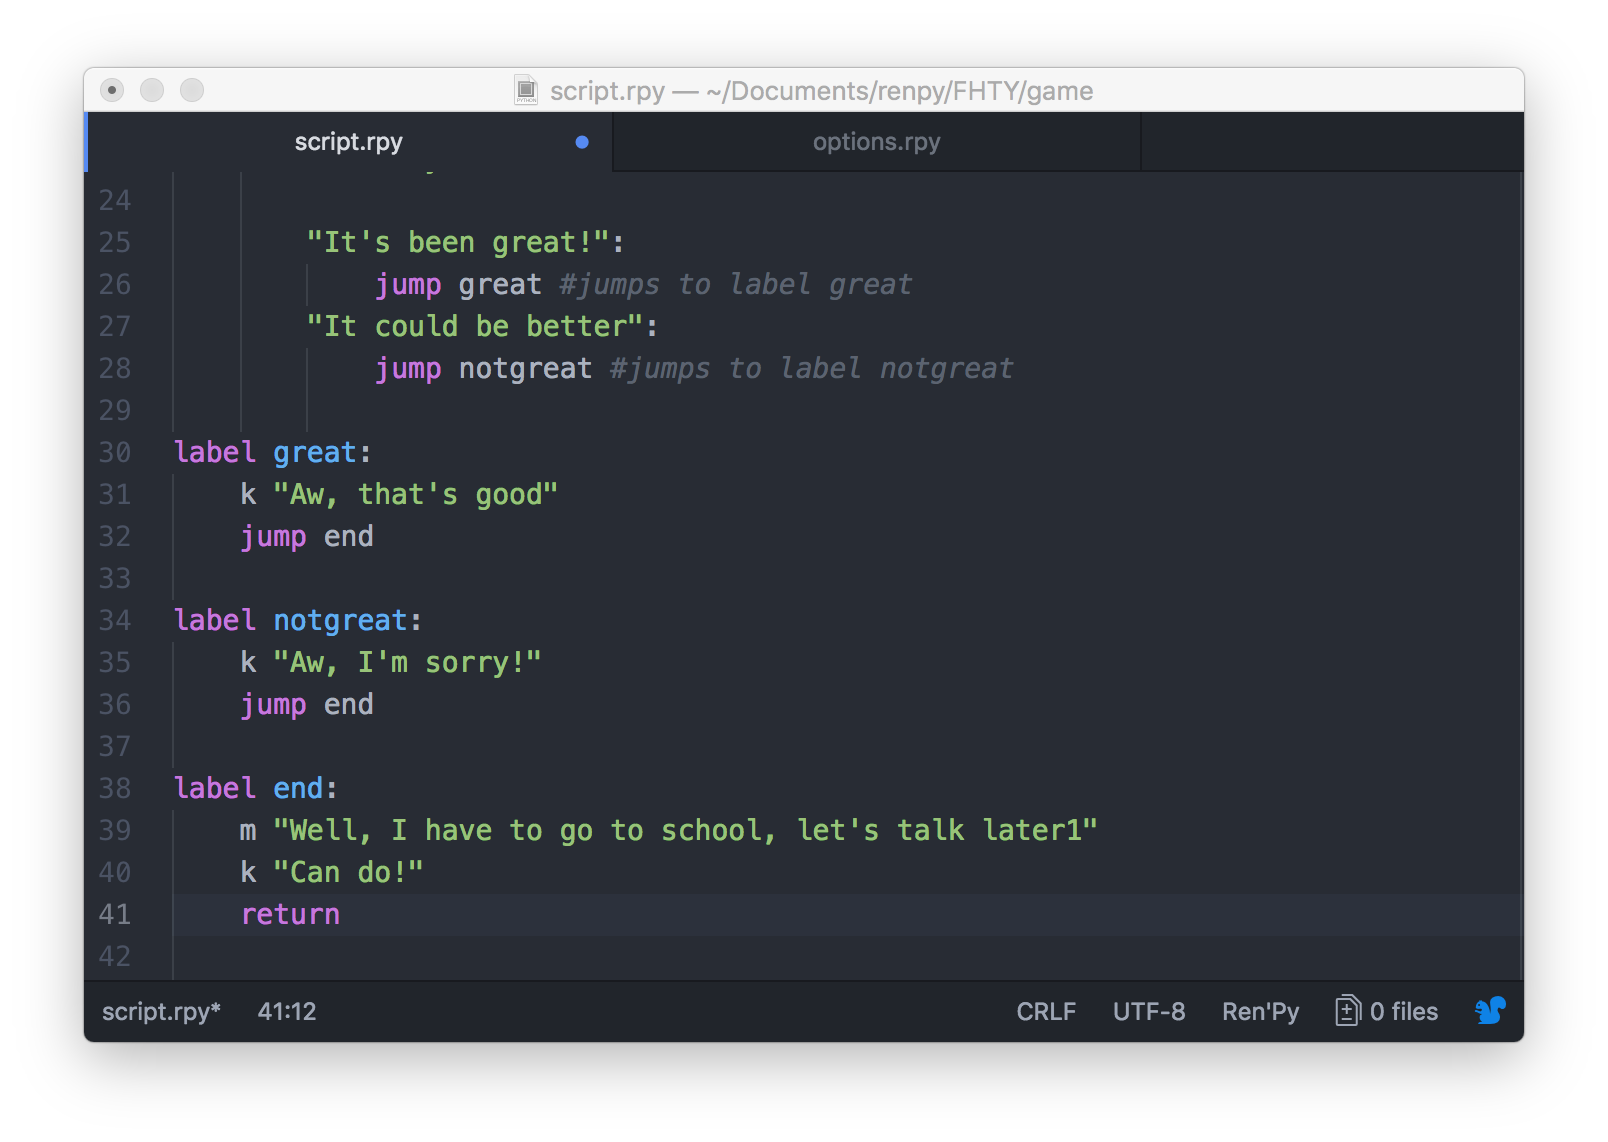 script.rpy — ~/Documents/renpy/FHTY/game
script.rpy options.rpy
24
25 "It's been great!":
26 jump great #jumps to label great
27 "It could be better":
28 jump notgreat #jumps to label notgreat
29
30 label great:
31 k "Aw, that's good"
32 jump end
33
34 label notgreat:
35 k "Aw, I'm sorry!"
36 jump end
37
38 label end:
39 m "Well, I have to go to school, let's talk later1"
40 k "Can do!"
41 return
42
script.rpy* 41:12 CRLF UTF-8 Ren'Py 0 files